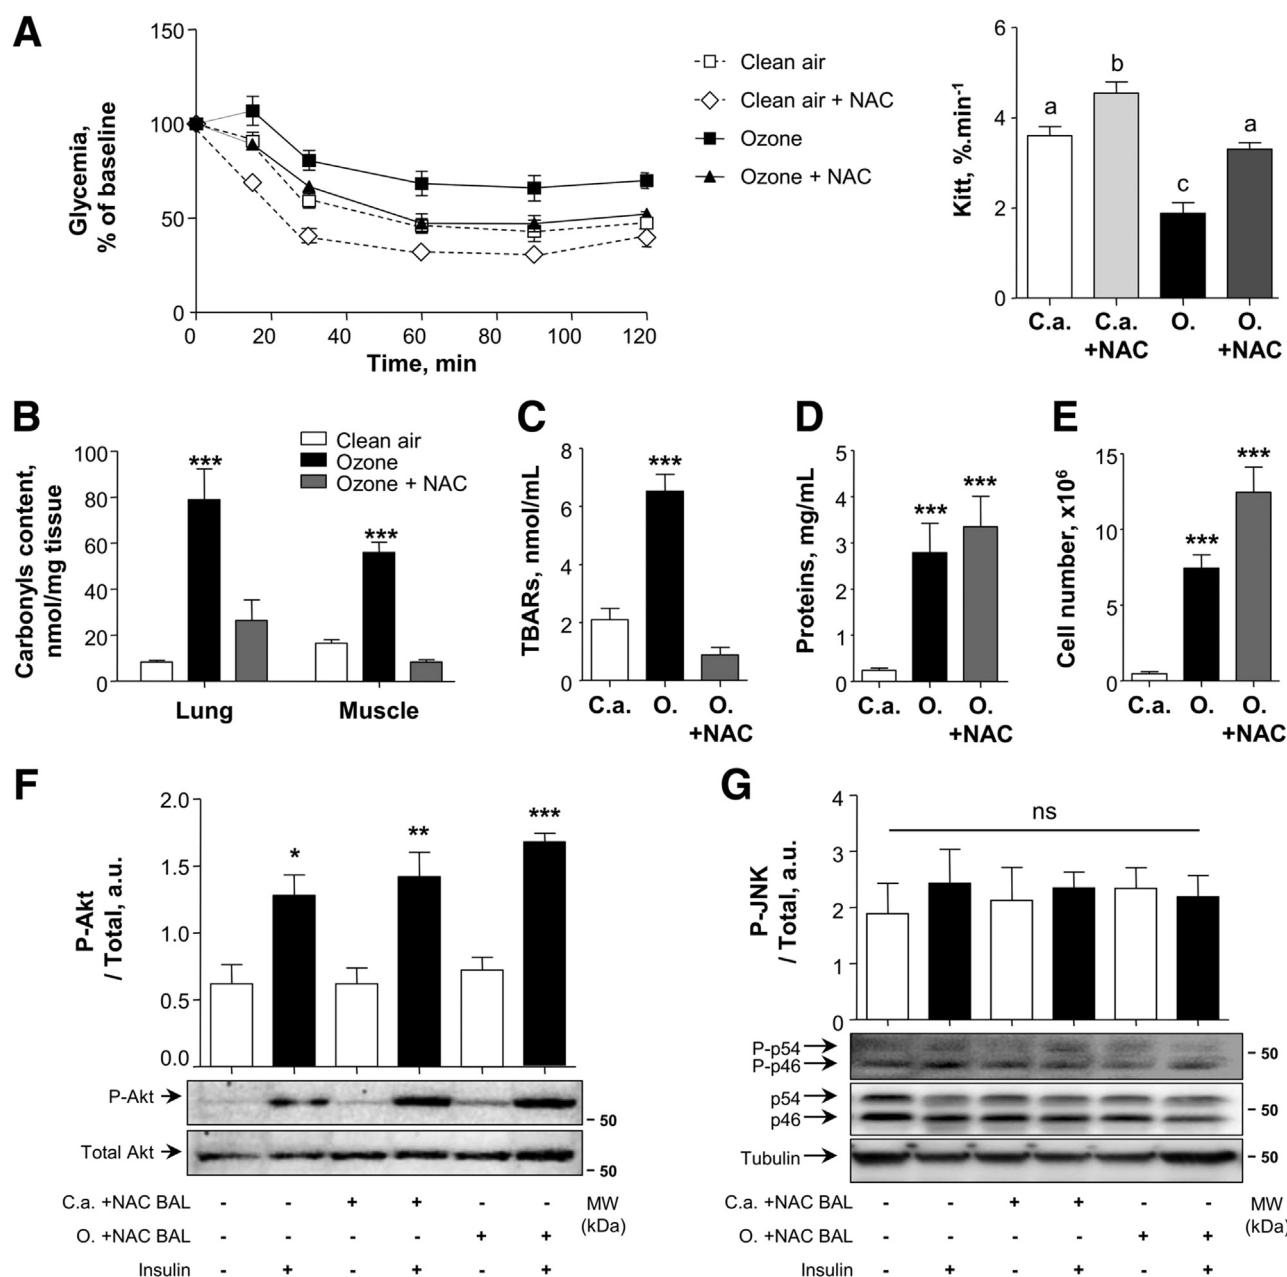 A
150
100
50
0
Glycemia,
% of baseline
0 20 40 60 80 100 120
Time, min
Clean air
Clean air + NAC
Ozone
Ozone + NAC
6
4
2
0
Kitt, %.min-1
a b c a
C.a. C.a. +NAC O. O. +NAC
B
100
80
60
40
20
0
Carbonyls content,
nmol/mg tissue
Clean air
Ozone
Ozone + NAC
*** ***
Lung Muscle
C
8
6
4
2
0
TBARs, nmol/mL
***
C.a. O. O. +NAC
D
5
4
3
2
1
0
Proteins, mg/mL
*** ***
C.a. O. O. +NAC
E
15
10
5
0
Cell number, x10⁶
*** ***
C.a. O. O. +NAC
F
2.0
1.5
1.0
0.5
0.0
P-Akt
/ Total, a.u.
* ** ***
P-Akt
- 50
Total Akt
- 50
C.a. +NAC BAL - - + + - - MW
O. +NAC BAL - - - - + + (kDa)
Insulin - + - + - +
G
4
3
2
1
0
P-JNK
/ Total, a.u.
ns
P-p54 - 50
P-p46
p54 - 50
p46
Tubulin - 50
C.a. +NAC BAL - - + + - - MW
O. +NAC BAL - - - - + + (kDa)
Insulin - + - + - +